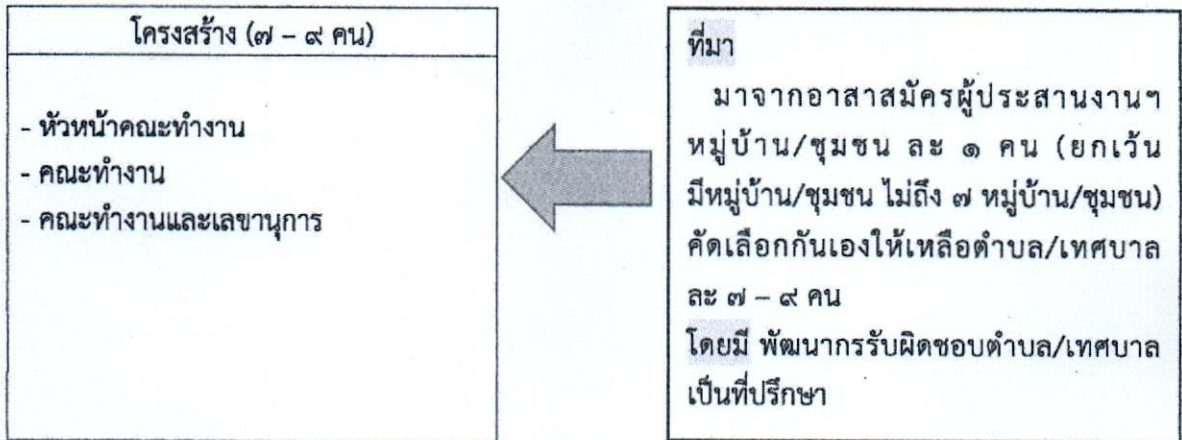 โครงสร้าง (๗ – ๙ คน)
- หัวหน้าคณะทำงาน
- คณะทำงาน
- คณะทำงานและเลขานุการ
ที่มา
มาจากอาสาสมัครผู้ประสานงานฯ
หมู่บ้าน/ชุมชน ละ ๑ คน (ยกเว้น
มีหมู่บ้าน/ชุมชน ไม่ถึง ๗ หมู่บ้าน/ชุมชน)
คัดเลือกกันเองให้เหลือตำบล/เทศบาล
ละ ๗ – ๙ คน
โดยมี พัฒนากรรับผิดชอบตำบล/เทศบาล
เป็นที่ปรึกษา